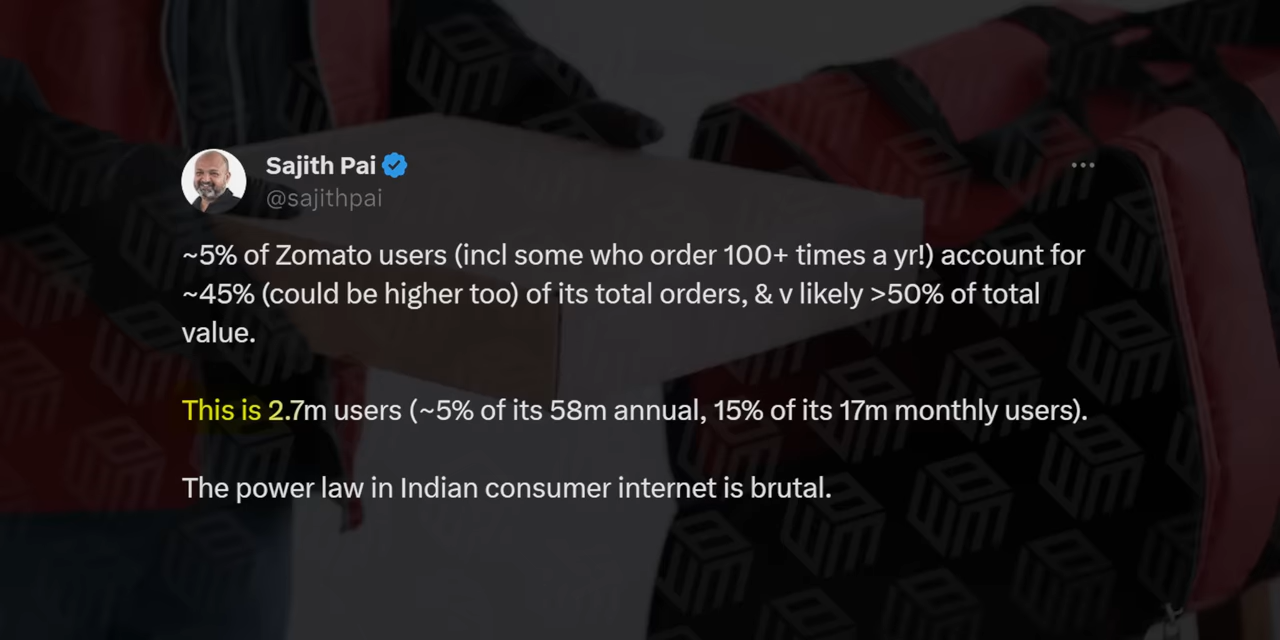 Sajith Pai
@sajithpai
~5% of Zomato users (incl some who order 100+ times a yr!) account for
~45% (could be higher too) of its total orders, & v likely >50% of total
value.
This is 2.7m users (~5% of its 58m annual, 15% of its 17m monthly users).
The power law in Indian consumer internet is brutal.